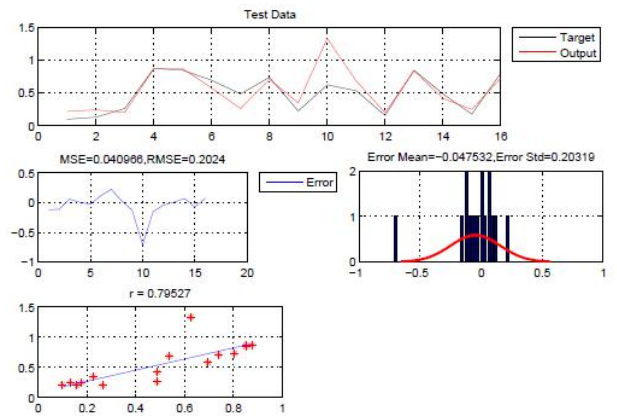 Test Data
1.5
1
0.5
0
0 2 4 6 8 10 12 14 16
Target
Output
MSE=0.040966,RMSE=0.2024
0.5
0
−0.5
−1
0 5 10 15 20
Error
Error Mean=−0.047532,Error Std=0.20319
2
1
0
−1 −0.5 0 0.5 1
r = 0.79527
1.5
1
0.5
0
0 0.2 0.4 0.6 0.8 1